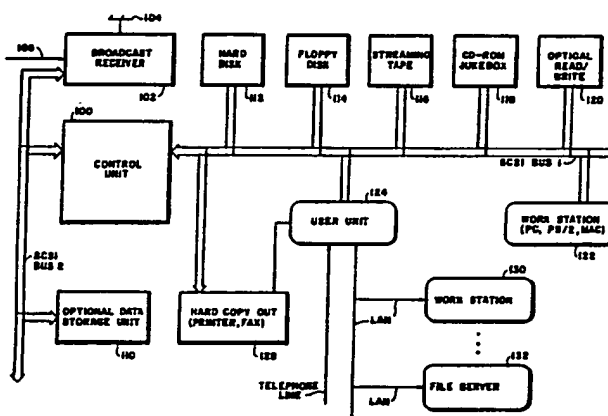 104
106
BROADCAST
RECEIVER
102
HARD
DISK
112
FLOPPY
DISK
114
STREAMING
TAPE
116
CD-ROM
JUKEBOX
118
OPTICAL
READ/
WRITE
120
100
CONTROL
UNIT
SCSI BUS 1
124
USER UNIT
WORK STATION
(PC, PS/2, MAC)
122
SCSI
BUS 2
OPTIONAL DATA
STORAGE UNIT
110
HARD COPY OUT
(PRINTER, FAX)
128
130
WORK STATION
LAN
132
FILE SERVER
LAN
TELEPHONE
LINE